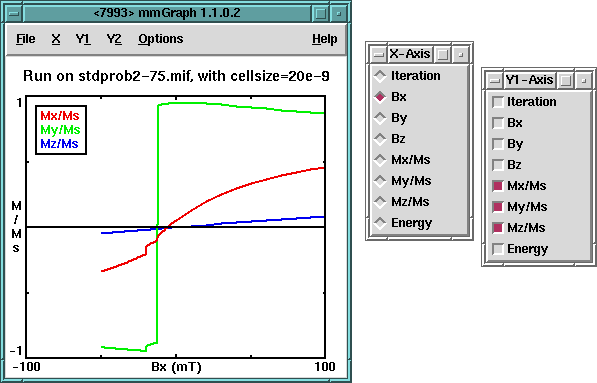 <7993> mmGraph 1.1.0.2
File X Y1 Y2 Options Help
Run on stdprob2-75.mif, with cellsize=20e-9
1
Mx/Ms
My/Ms
Mz/Ms
M
/
M
s
-1
-100 Bx (mT) 100
X-Axis
Iteration
Bx
By
Bz
Mx/Ms
My/Ms
Mz/Ms
Energy
Y1-Axis
Iteration
Bx
By
Bz
Mx/Ms
My/Ms
Mz/Ms
Energy